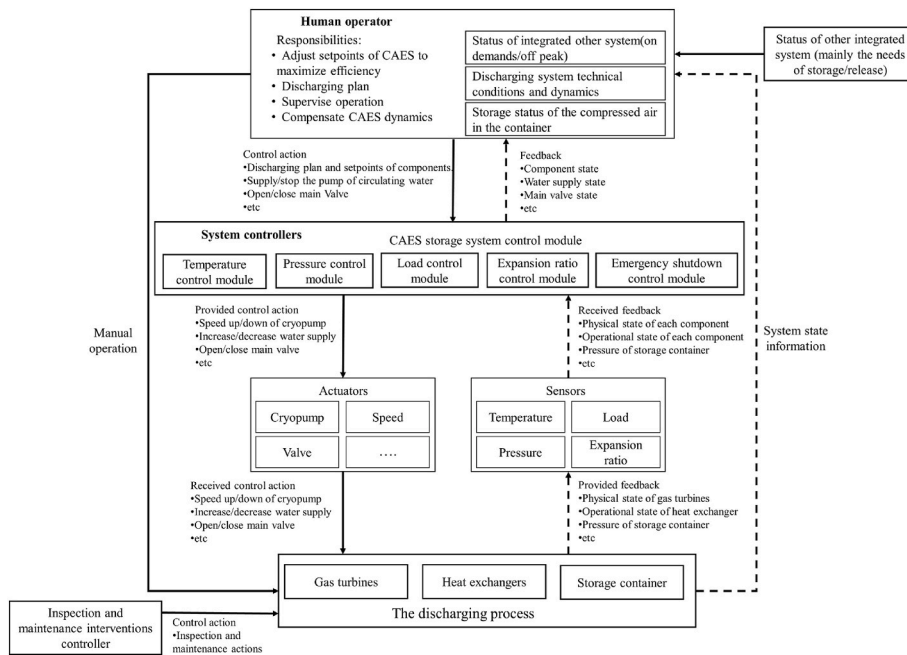 Human operator
Responsibilities:
• Adjust setpoints of CAES to
maximize efficiency
• Discharging plan
• Supervise operation
• Compensate CAES dynamics
Status of integrated other system(on
demands/off peak)
Discharging system technical
conditions and dynamics
Storage status of the compressed air
in the container
Status of other integrated
system (mainly the needs
of storage/release)
Control action
•Discharging plan and setpoints of components,
•Supply/stop the pump of circulating water
•Open/close main Valve
•etc
Feedback
•Component state
•Water supply state
•Main valve state
•etc
System controllers
CAES storage system control module
Temperature
control module
Pressure control
module
Load control
module
Expansion ratio
control module
Emergency shutdown
control module
Manual
operation
Provided control action
•Speed up/down of cryopump
•Increase/decrease water supply
•Open/close main valve
•etc
Received feedback
•Physical state of each component
•Operational state of each component
•Pressure of storage container
•etc
System state
information
Actuators
Cryopump
Speed
Valve
....
Sensors
Temperature
Load
Pressure
Expansion
ratio
Received control action
•Speed up/down of cryopump
•Increase/decrease water supply
•Open/close main valve
•etc
Provided feedback
•Physical state of gas turbines
•Operational state of heat exchanger
•Pressure of storage container
•etc
Gas turbines
Heat exchangers
Storage container
The discharging process
Inspection and
maintenance interventions
controller
Control action
•Inspection and
maintenance actions